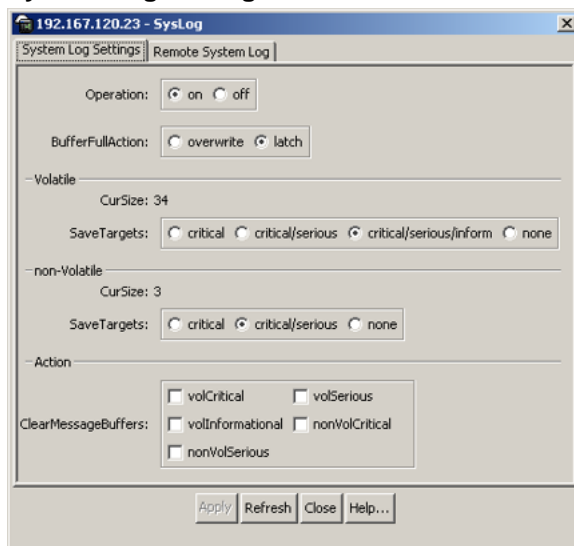 192.167.120.23 - SysLog
System Log Settings Remote System Log
Operation: on off
BufferFullAction: overwrite latch
Volatile
CurSize: 34
SaveTargets: critical critical/serious critical/serious/inform none
non-Volatile
CurSize: 3
SaveTargets: critical critical/serious none
Action
volCritical volSerious
ClearMessageBuffers: volInformational nonVolCritical
nonVolSerious
Apply Refresh Close Help...